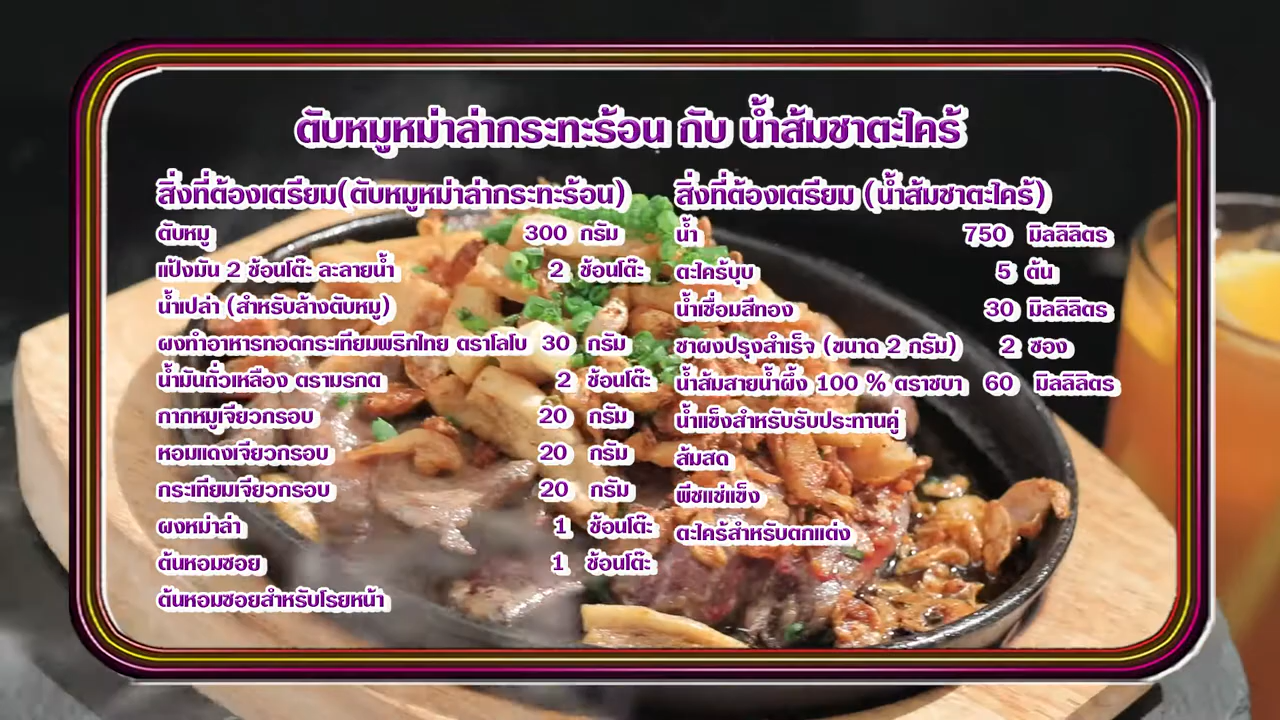 ตับหมูหม่าล่ากระทะร้อน กับ น้ำส้มชาตะไคร้
สิ่งที่ต้องเตรียม(ตับหมูหม่าล่ากระทะร้อน)
ตับหมู 300 กรัม
แป้งมัน 2 ช้อนโต๊ะ ละลายน้ำ 2 ช้อนโต๊ะ
น้ำเปล่า (สำหรับล้างตับหมู)
ผงทำอาหารทอดกระเทียมพริกไทย ตราโลโบ 30 กรัม
น้ำมันถั่วเหลือง ตรามรกต 2 ช้อนโต๊ะ
กากหมูเจียวกรอบ 20 กรัม
หอมแดงเจียวกรอบ 20 กรัม
กระเทียมเจียวกรอบ 20 กรัม
ผงหม่าล่า 1 ช้อนโต๊ะ
ต้นหอมซอย 1 ช้อนโต๊ะ
ต้นหอมซอยสำหรับโรยหน้า
สิ่งที่ต้องเตรียม (น้ำส้มชาตะไคร้)
น้ำ 750 มิลลิลิตร
ตะไคร้บุบ 5 ต้น
น้ำเชื่อมสีทอง 30 มิลลิลิตร
ชาผงปรุงสำเร็จ (ขนาด 2 กรัม) 2 ซอง
น้ำส้มสายน้ำผึ้ง 100 % ตราชบา 60 มิลลิลิตร
น้ำแข็งสำหรับรับประทานคู่
ส้มสด
พีชแช่แข็ง
ตะไคร้สำหรับตกแต่ง